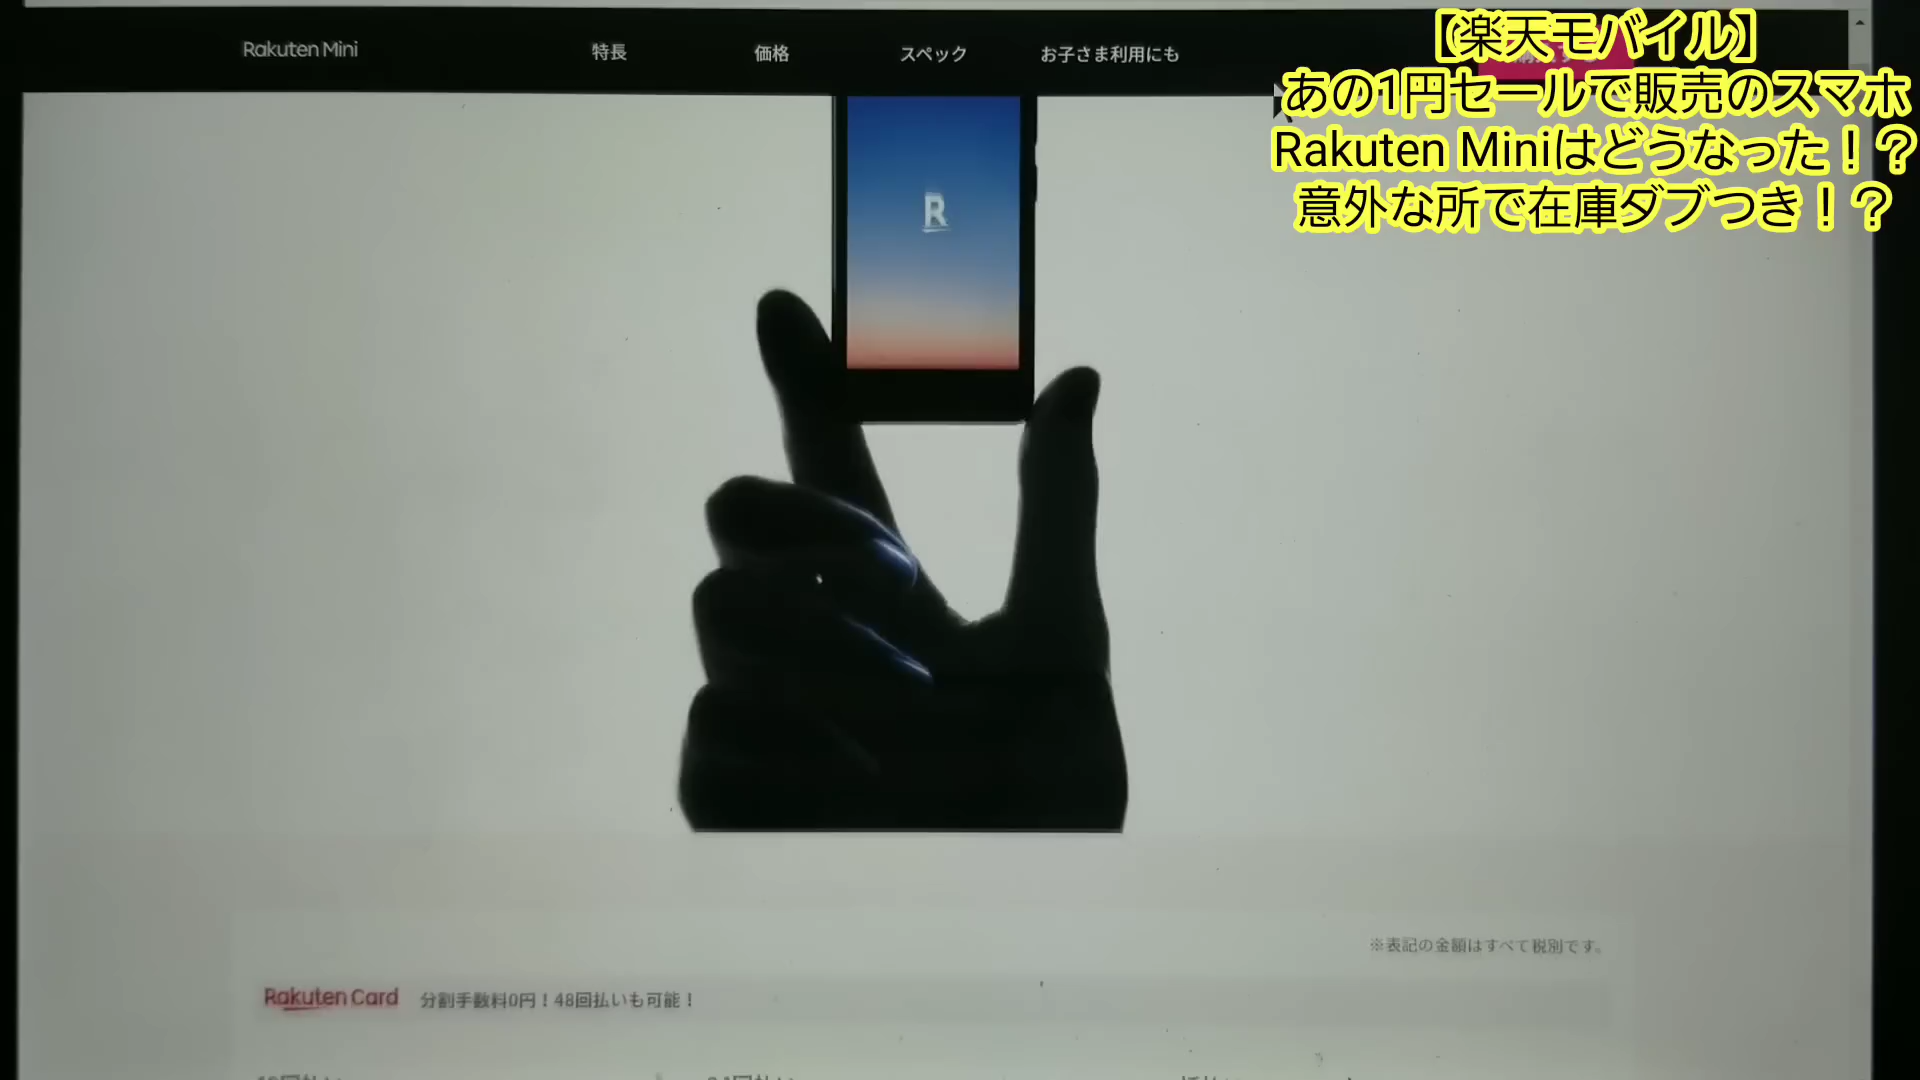 【楽天モバイル】
あの1円セールで販売のスマホ
Rakuten Miniはどうなった！？
意外な所で在庫ダブつき！？
Rakuten Mini
特長
価格
スペック
お子さま利用にも
R
※表記の金額はすべて税別です。
Rakuten Card 分割手数料0円！48回払いも可能！